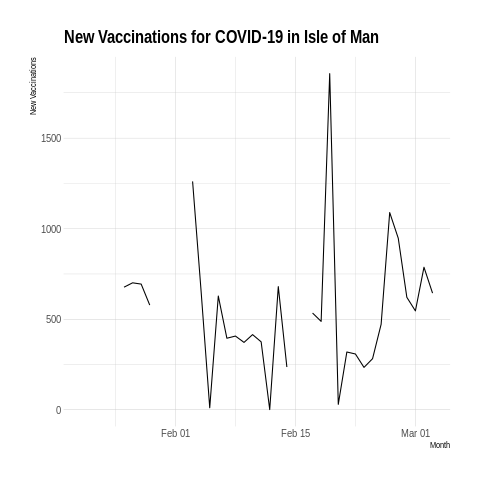 New Vaccinations for COVID-19 in Isle of Man
New Vaccinations
1500
1000
500
0
Feb 01
Feb 15
Mar 01
Month